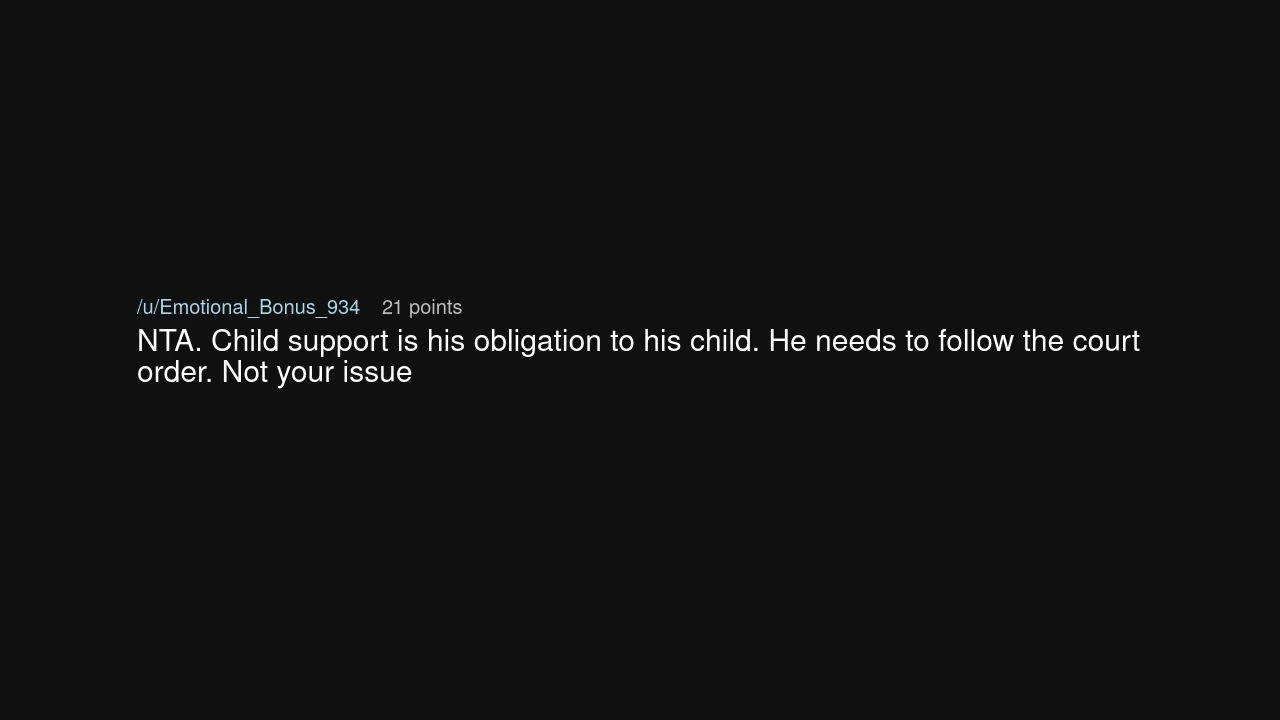 /u/Emotional_Bonus_934 21 points
NTA. Child support is his obligation to his child. He needs to follow the court
order. Not your issue